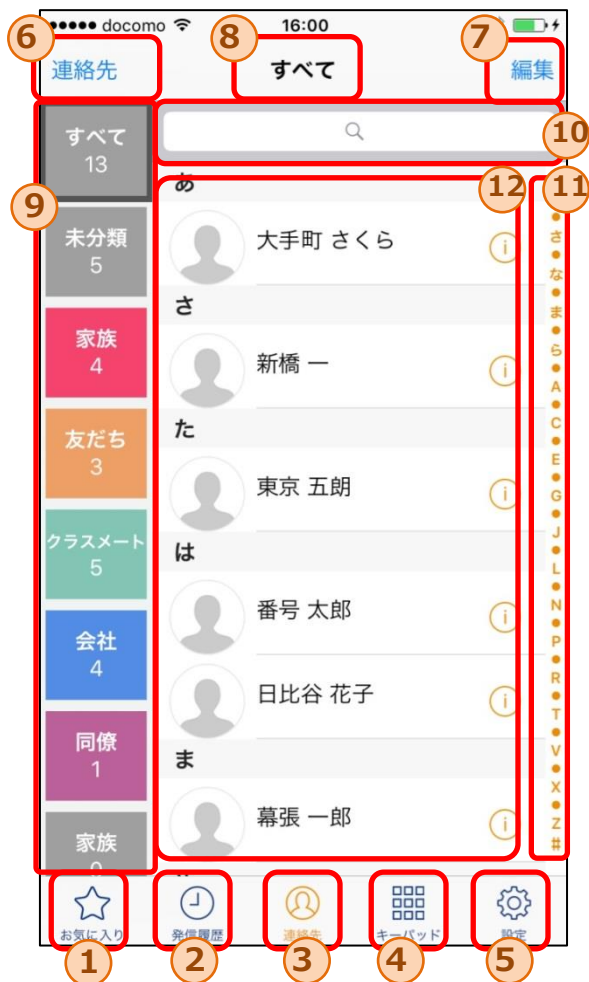 docomo 16:00
6 8 7
連絡先 すべて 編集
10
9
すべて
13
未分類
5
家族
4
友だち
3
クラスメート
5
会社
4
同僚
1
家族
12 11
あ
大手町 さくら
さ
新橋 一
た
東京 五朗
は
番号 太郎
日比谷 花子
ま
幕張 一郎
さ
な
ま
ら
A
C
E
G
J
L
N
P
R
T
V
X
Z
#
お気に入り 発信履歴 連絡先 キーパッド 設定
1 2 3 4 5